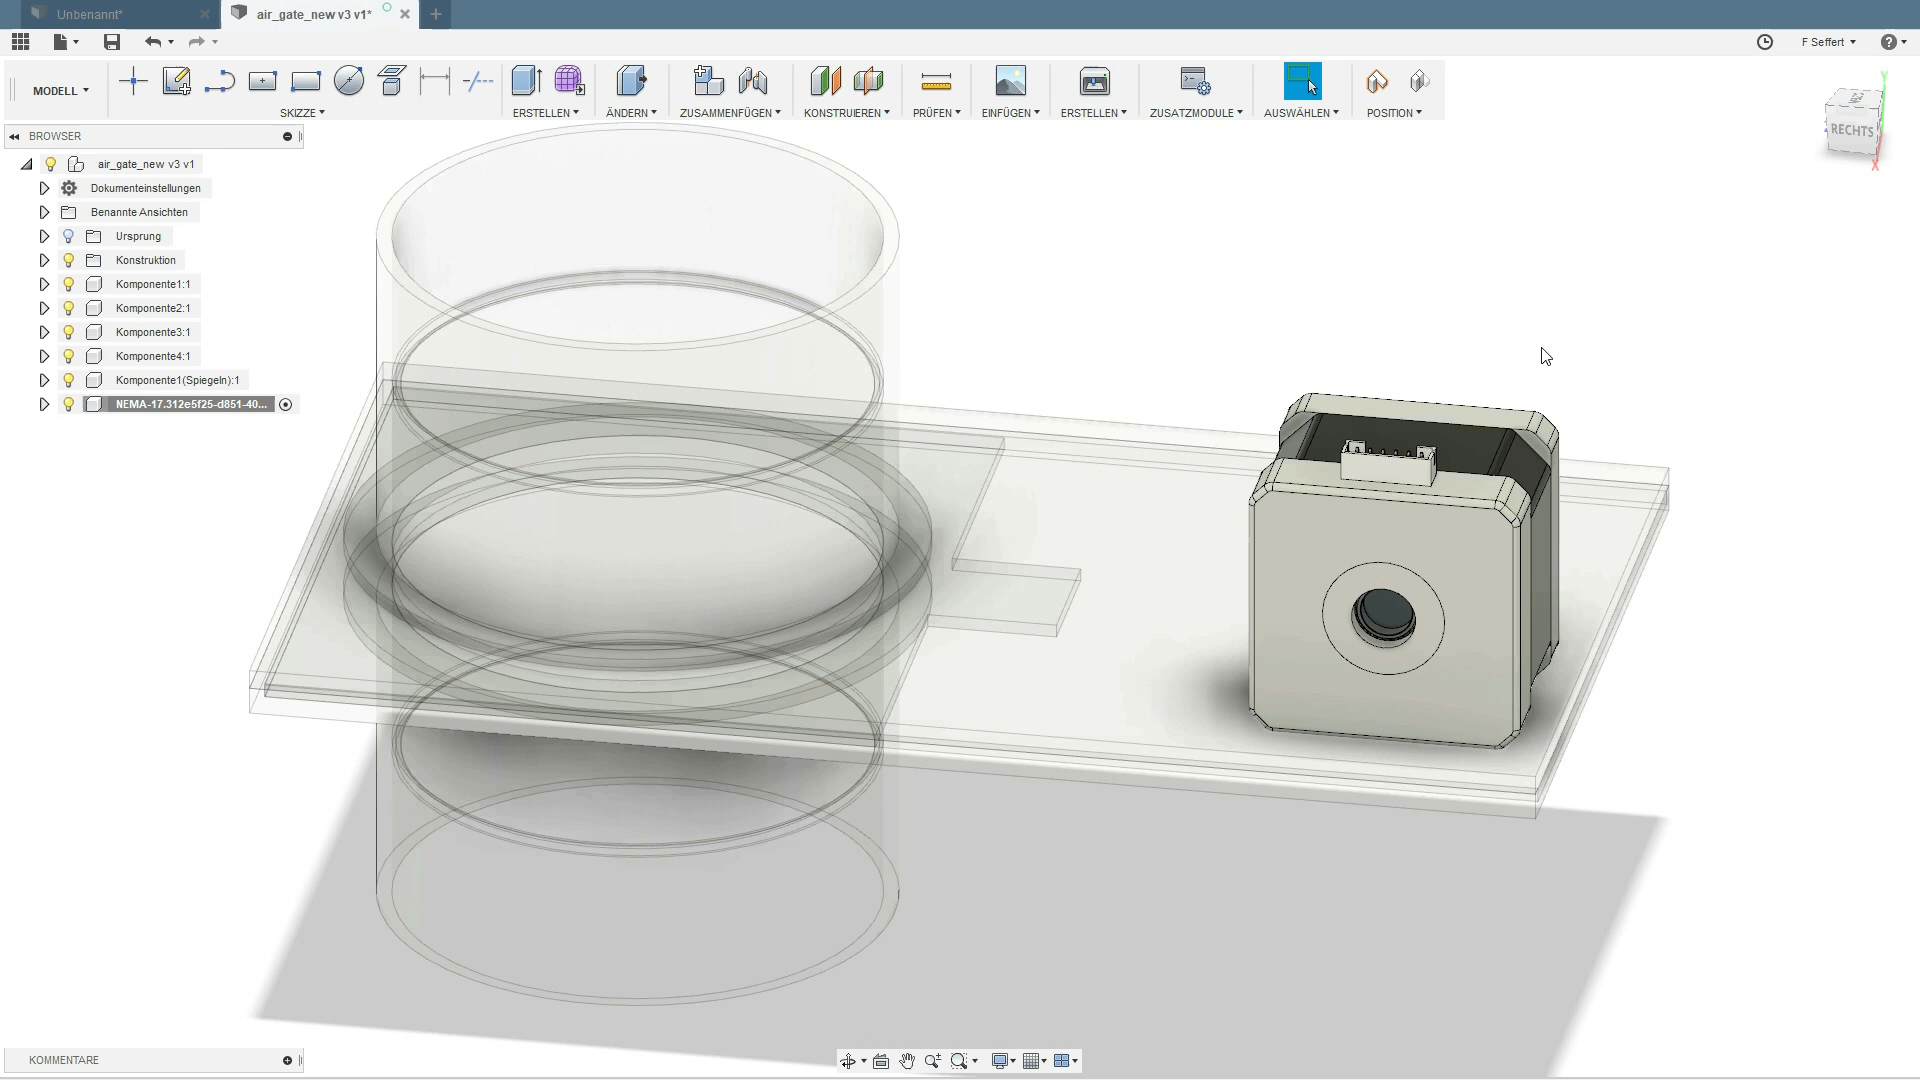 Unbenannt*
air_gate_new v3 v1*
F Seffert
MODELL
SKIZZE
ERSTELLEN
ÄNDERN
ZUSAMMENFÜGEN
KONSTRUIEREN
PRÜFEN
EINFÜGEN
ERSTELLEN
ZUSATZMODULE
AUSWÄHLEN
POSITION
Y
RECHTS
X
BROWSER
air_gate_new v3 v1
Dokumenteinstellungen
Benannte Ansichten
Ursprung
Konstruktion
Komponente1:1
Komponente2:1
Komponente3:1
Komponente4:1
Komponente1(Spiegeln):1
NEMA-17.312e5f25-d851-40...
KOMMENTARE